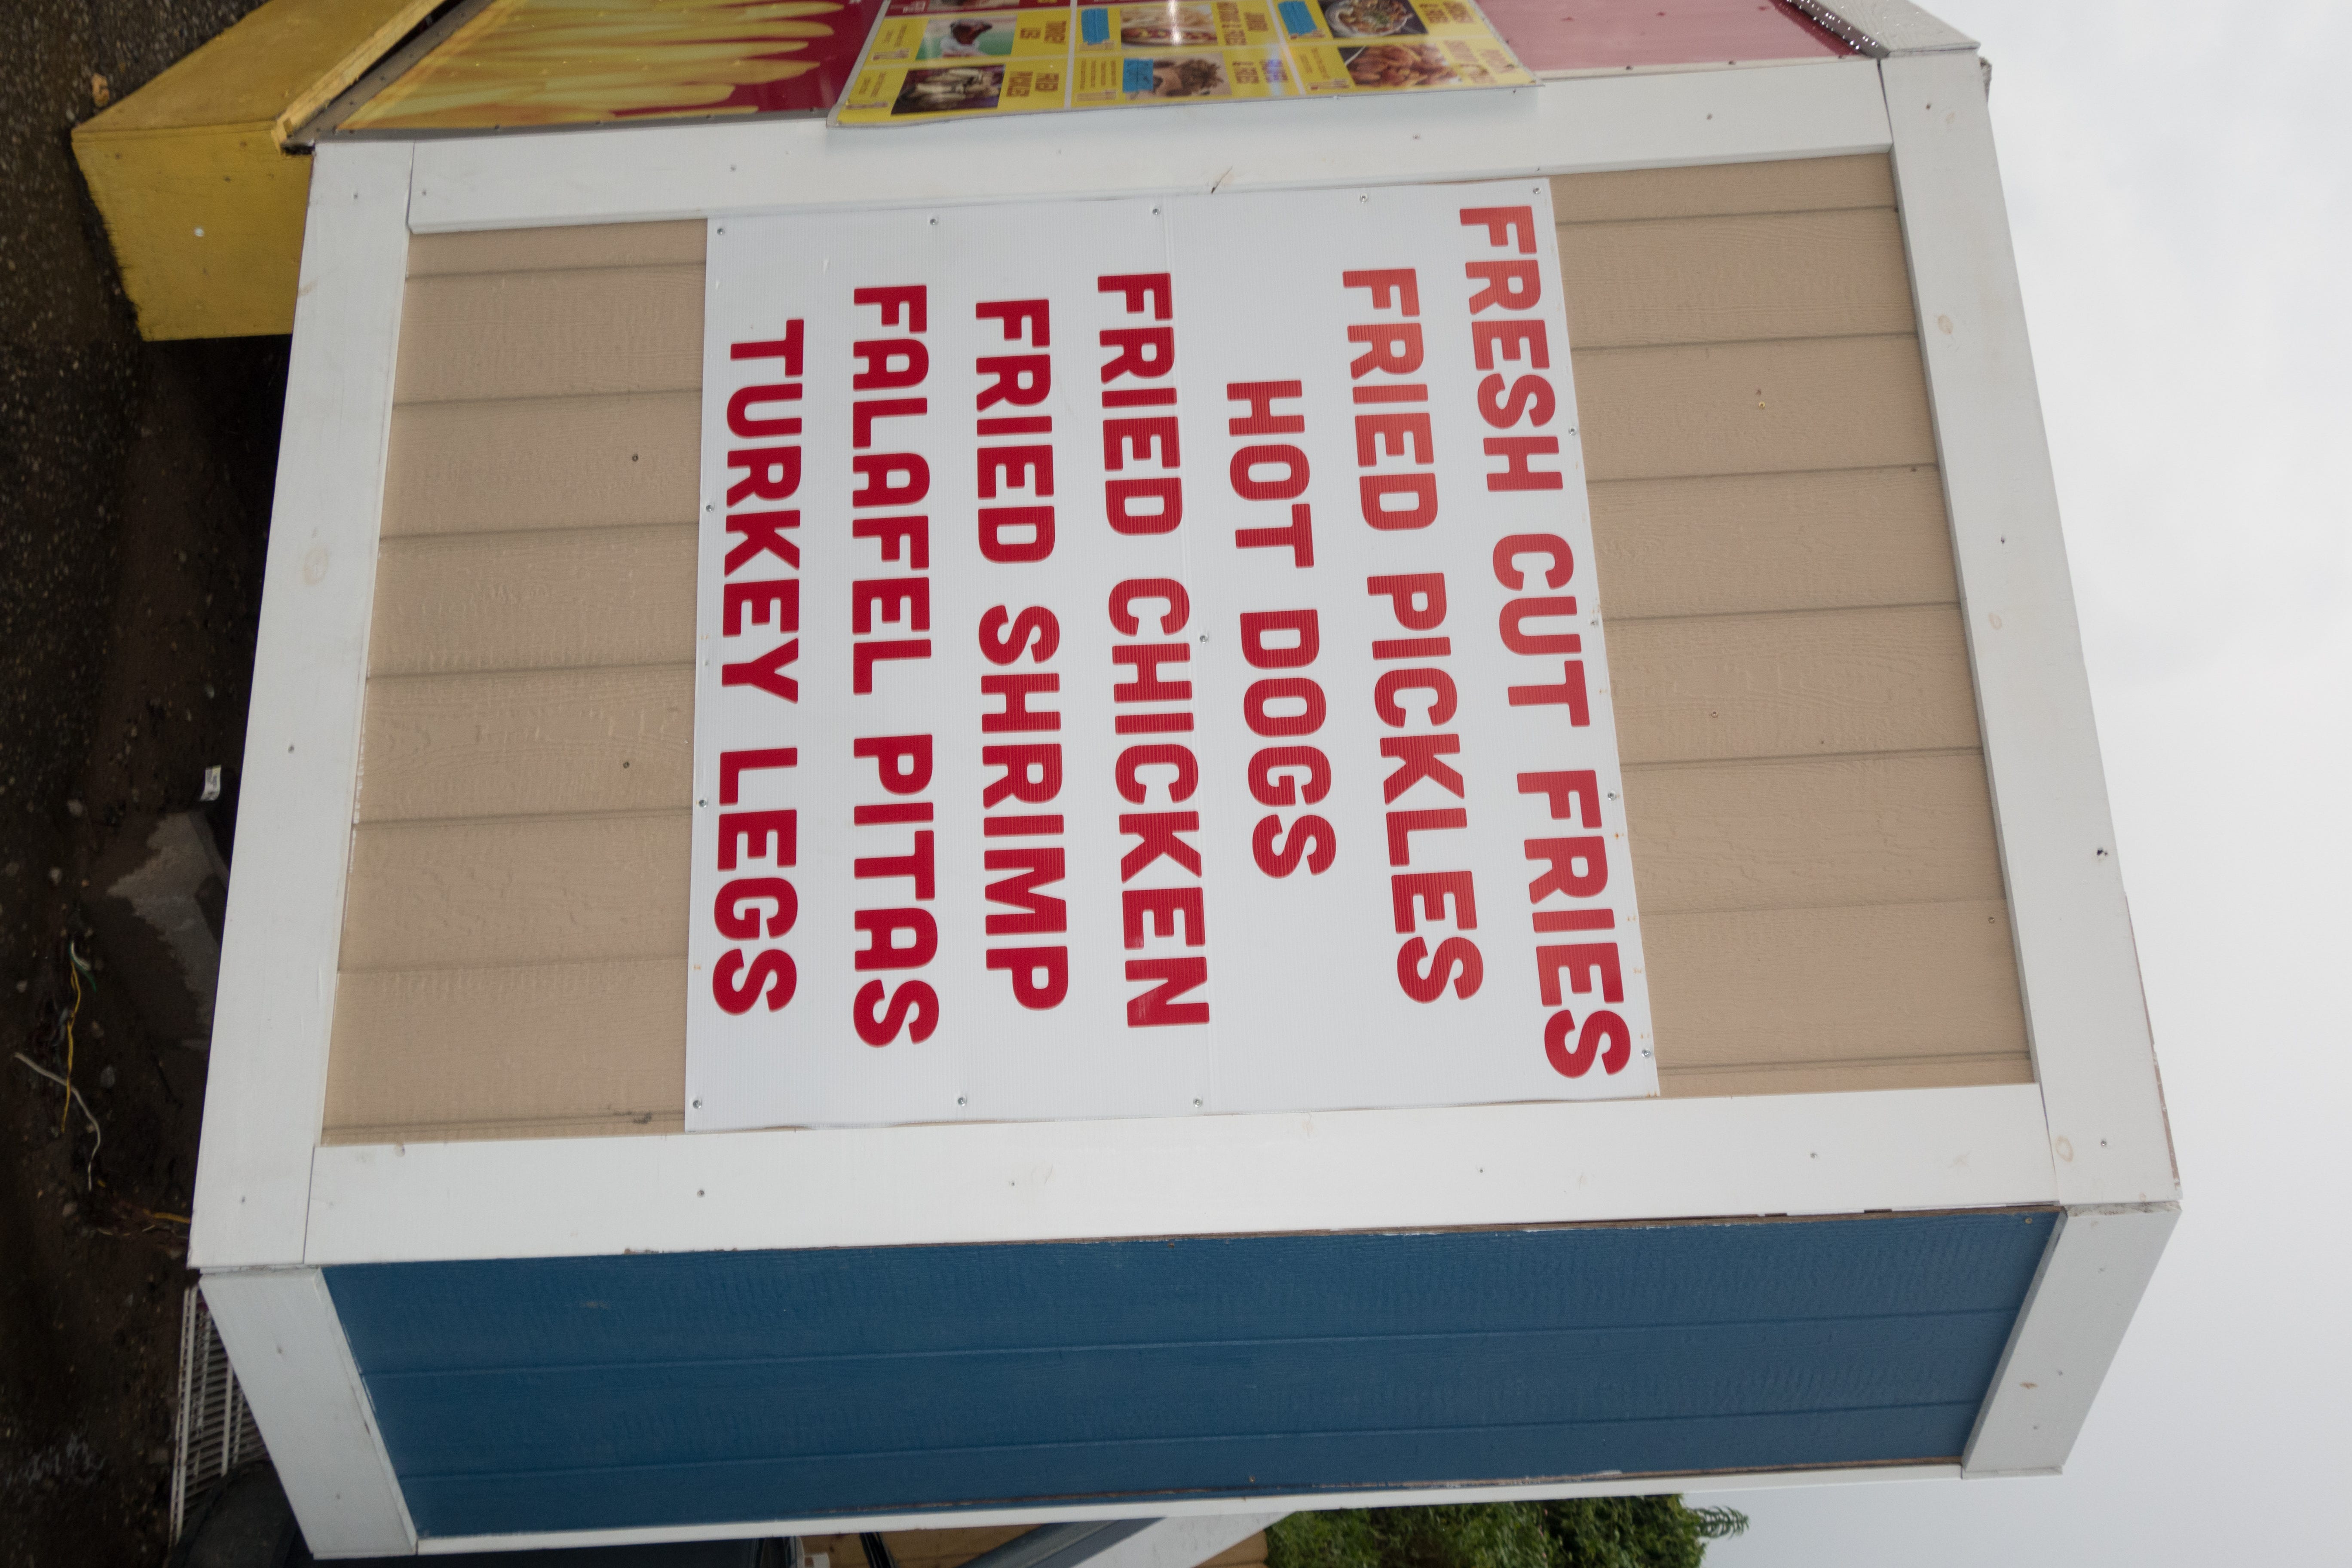 FRESH CUT FRIES
FRIED PICKLES
HOT DOGS
FRIED CHICKEN
FRIED SHRIMP
FALAFEL PITAS
TURKEY LEGS